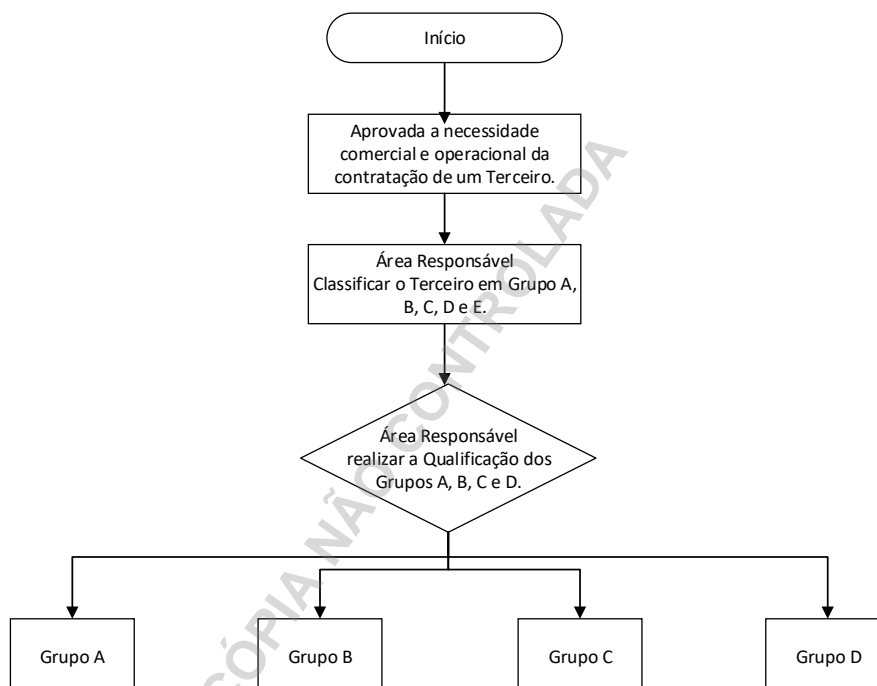 Início
Aprovada a necessidade
comercial e operacional da
contratação de um Terceiro.
Área Responsável
Classificar o Terceiro em Grupo A,
B, C, D e E.
Área Responsável
realizar a Qualificação dos
Grupos A, B, C e D.
Grupo A
Grupo B
Grupo C
Grupo D
CÓPIA NÃO CONTROLADA